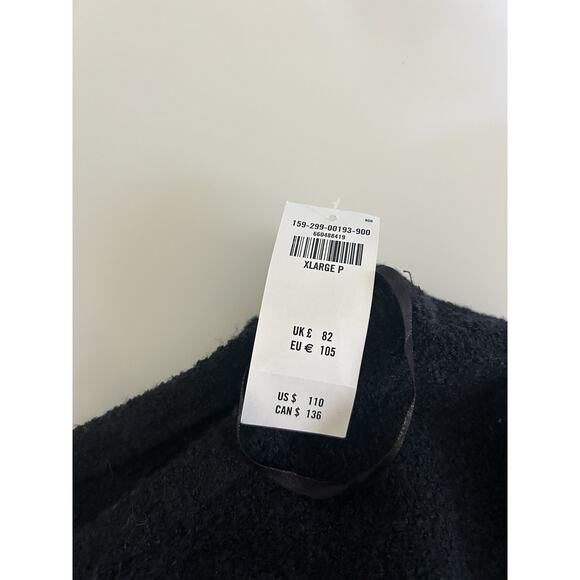 159-299-00193-900
660488419
XLARGE P
UK £ 82
EU € 105
US $ 110
CAN $ 136